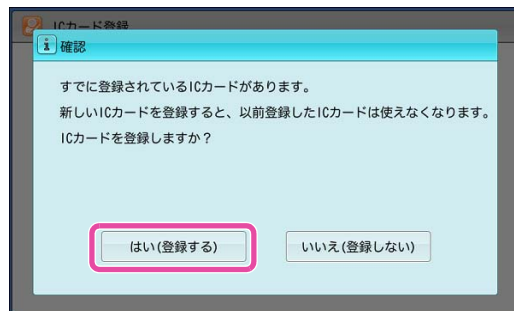 ICカード登録
確認
すでに登録されているICカードがあります。
新しいICカードを登録すると、以前登録したICカードは使えなくなります。
ICカードを登録しますか？
はい(登録する)
いいえ(登録しない)